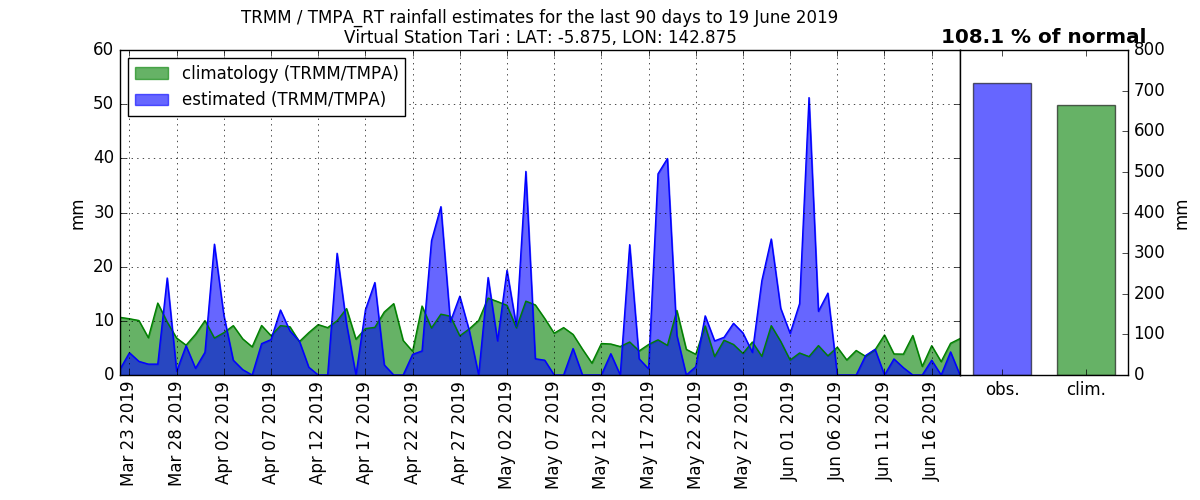 TRMM / TMPA_RT rainfall estimates for the last 90 days to 19 June 2019
Virtual Station Tari : LAT: -5.875, LON: 142.875
108.1 % of normal
climatology (TRMM/TMPA)
estimated (TRMM/TMPA)
60
50
40
30
20
10
0
mm
800
700
600
500
400
300
200
100
0
mm
Mar 23 2019
Mar 28 2019
Apr 02 2019
Apr 07 2019
Apr 12 2019
Apr 17 2019
Apr 22 2019
Apr 27 2019
May 02 2019
May 07 2019
May 12 2019
May 17 2019
May 22 2019
May 27 2019
Jun 01 2019
Jun 06 2019
Jun 11 2019
Jun 16 2019
obs.
clim.